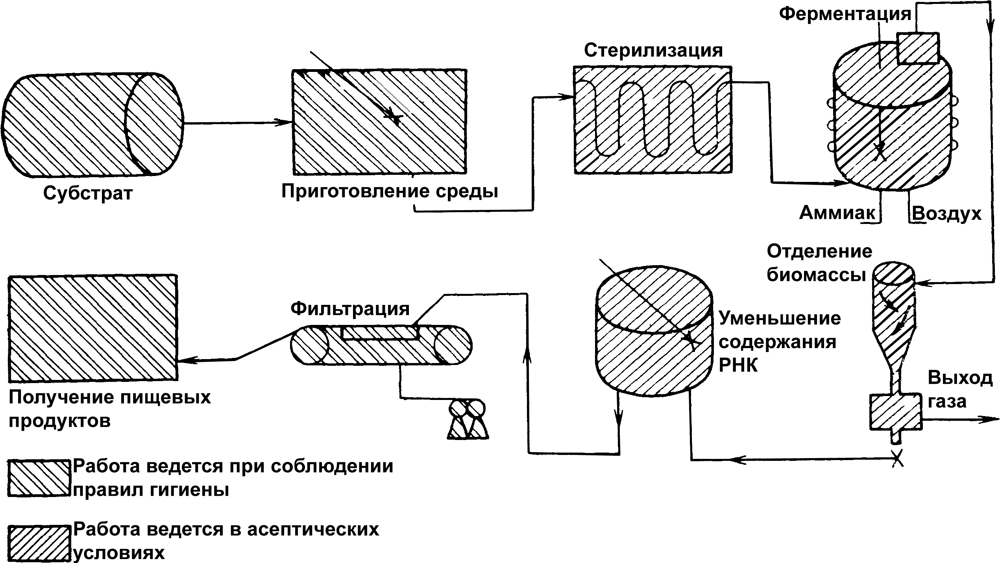 Ферментация
Стерилизация
Субстрат
Приготовление среды
Аммиак
Воздух
Отделение
биомассы
Фильтрация
Уменьшение
содержания
РНК
Выход
газа
Получение пищевых
продуктов
Работа ведется при соблюдении
правил гигиены
Работа ведется в асептических
условиях